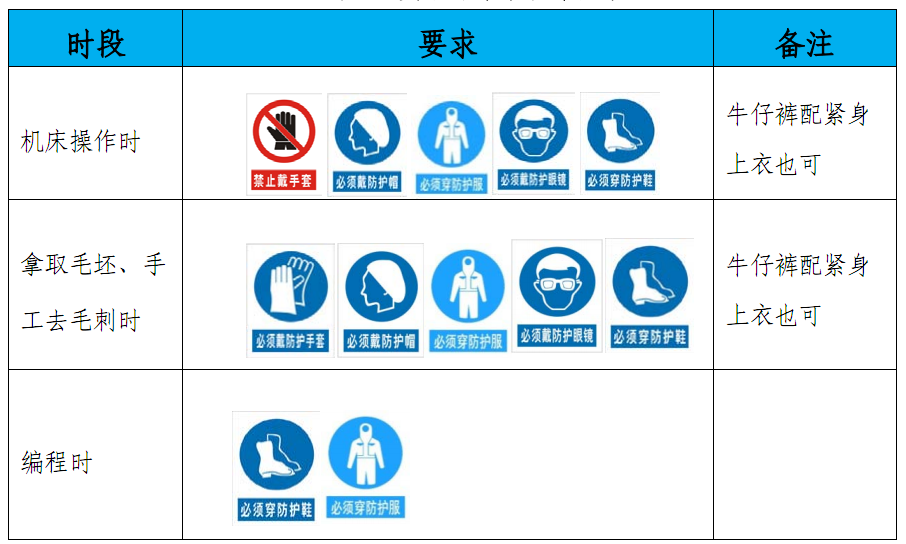 时段 要求 备注
机床操作时
禁止戴手套 必须戴防护帽 必须穿防护服 必须戴防护眼镜 必须穿防护鞋
牛仔裤配紧身
上衣也可
拿取毛坯、手
工去毛刺时
必须戴防护手套 必须戴防护帽 必须穿防护服 必须戴防护眼镜 必须穿防护鞋
牛仔裤配紧身
上衣也可
编程时
必须穿防护鞋 必须穿防护服